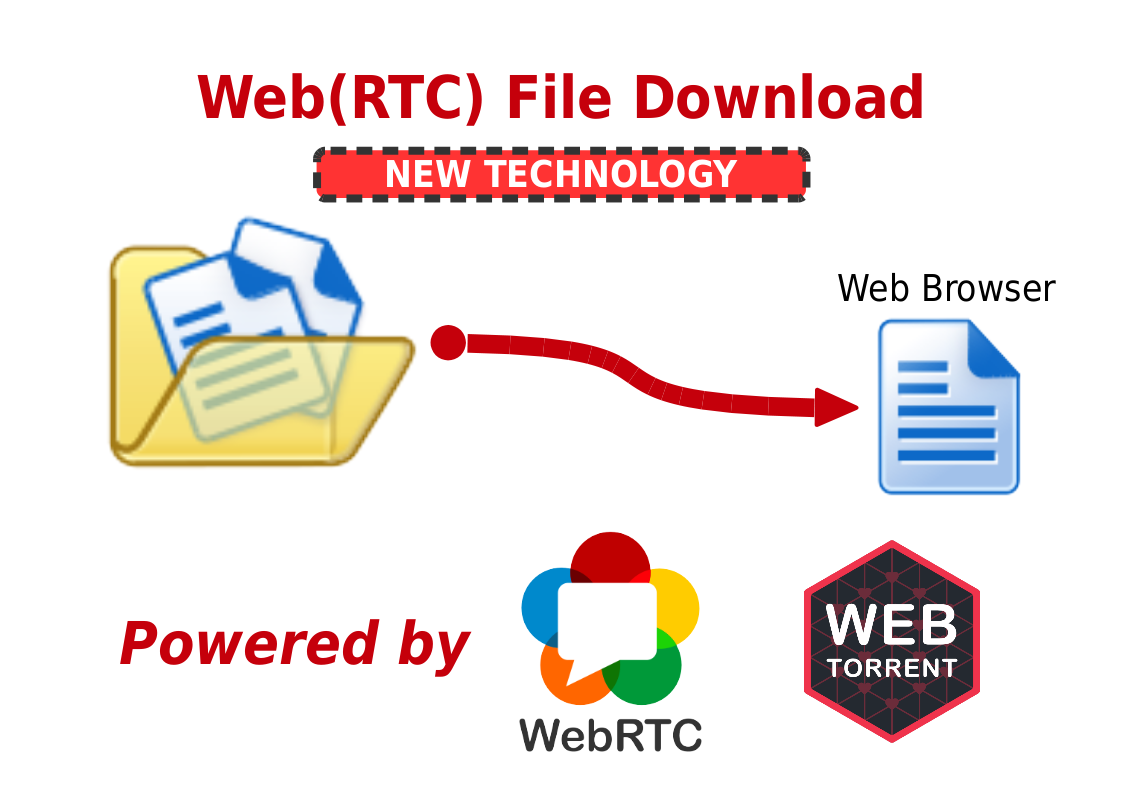 Web(RTC) File Download
NEW TECHNOLOGY
Web Browser
Powered by
WebRTC
WEB
TORRENT